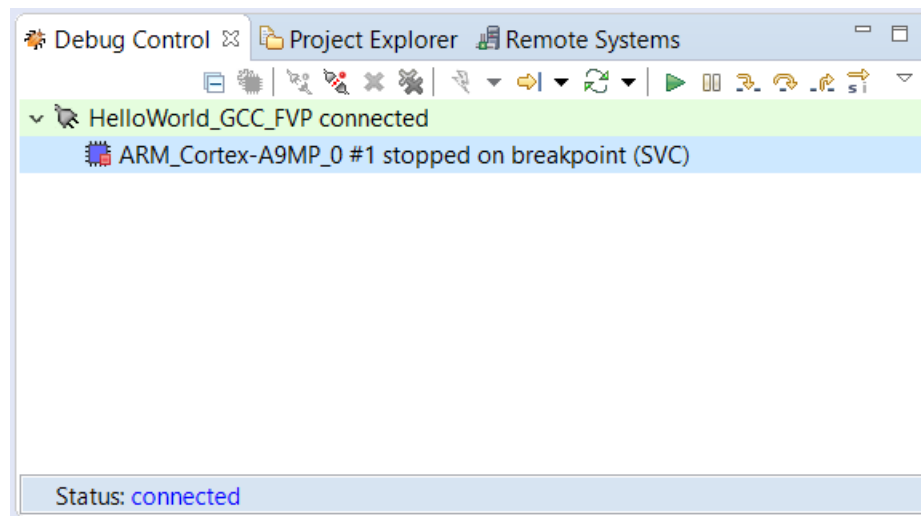 Debug Control Project Explorer Remote Systems
HelloWorld_GCC_FVP connected
ARM_Cortex-A9MP_0 #1 stopped on breakpoint (SVC)
Status: connected